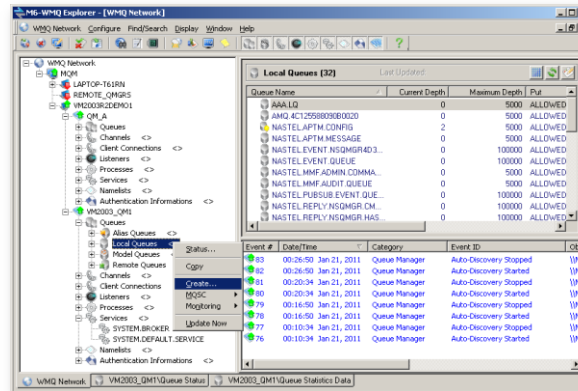 M6-WMQ Explorer - [WMQ Network]
WMQ Network Configure Find/Search Display Window Help
WMQ Network
MQM
LAPTOP-T61RN
REMOTE_QMGRS
VM2003R2DEMO1
QM_A
Queues
Channels <>
Client Connections <>
Listeners <>
Processes <>
Services <>
Namelists <>
Authentication Informations <>
VM2003_QM1
Queues
Alias Queues <>
Local Queues
Model Queues
Remote Queues
Channels <>
Client Connections
Listeners <>
Processes <>
Services <>
SYSTEM.BROKER
SYSTEM.DEFAULT.SERVICE
Namelists <>
Authentication Informations <>
Status...
Copy
Create...
MQSC
Monitoring
Update Now
Local Queues (32) Last Updated:
Queue Name Current Depth Maximum Depth Put
AAA.LQ 0 5000 ALLOWED
AMQ.4C125588090B0020 0 5000 ALLOWED
NASTEL.APTM.CONFIG 2 5000 ALLOWED
NASTEL.APTM.MESSAGE 2 5000 ALLOWED
NASTEL.EVENT.NSQMGR4D3... 0 100000 ALLOWED
NASTEL.EVENT.QUEUE 0 100000 ALLOWED
NASTEL.MMF.ADMIN.COMMA... 0 5000 ALLOWED
NASTEL.MMF.AUDIT.QUEUE 0 5000 ALLOWED
NASTEL.PUBSUB.EVENT.QUE... 0 100000 ALLOWED
NASTEL.REPLY.NSQMGR.CM... 0 100000 ALLOWED
NASTEL.REPLY.NSQMGR.HAS... 0 100000 ALLOWED
Event # Date/Time Category Event ID
83 00:26:50 Jan 21, 2011 Queue Manager Auto-Discovery Stopped
82 00:26:50 Jan 21, 2011 Queue Manager Auto-Discovery Started
81 00:20:34 Jan 21, 2011 Queue Manager Auto-Discovery Stopped
80 00:20:34 Jan 21, 2011 Queue Manager Auto-Discovery Started
79 00:16:50 Jan 21, 2011 Queue Manager Auto-Discovery Stopped
78 00:16:50 Jan 21, 2011 Queue Manager Auto-Discovery Started
77 00:10:34 Jan 21, 2011 Queue Manager Auto-Discovery Stopped
76 00:10:34 Jan 21, 2011 Queue Manager Auto-Discovery Started
WMQ Network VM2003_QM1\Queue Status VM2003_QM1\Queue Statistics Data